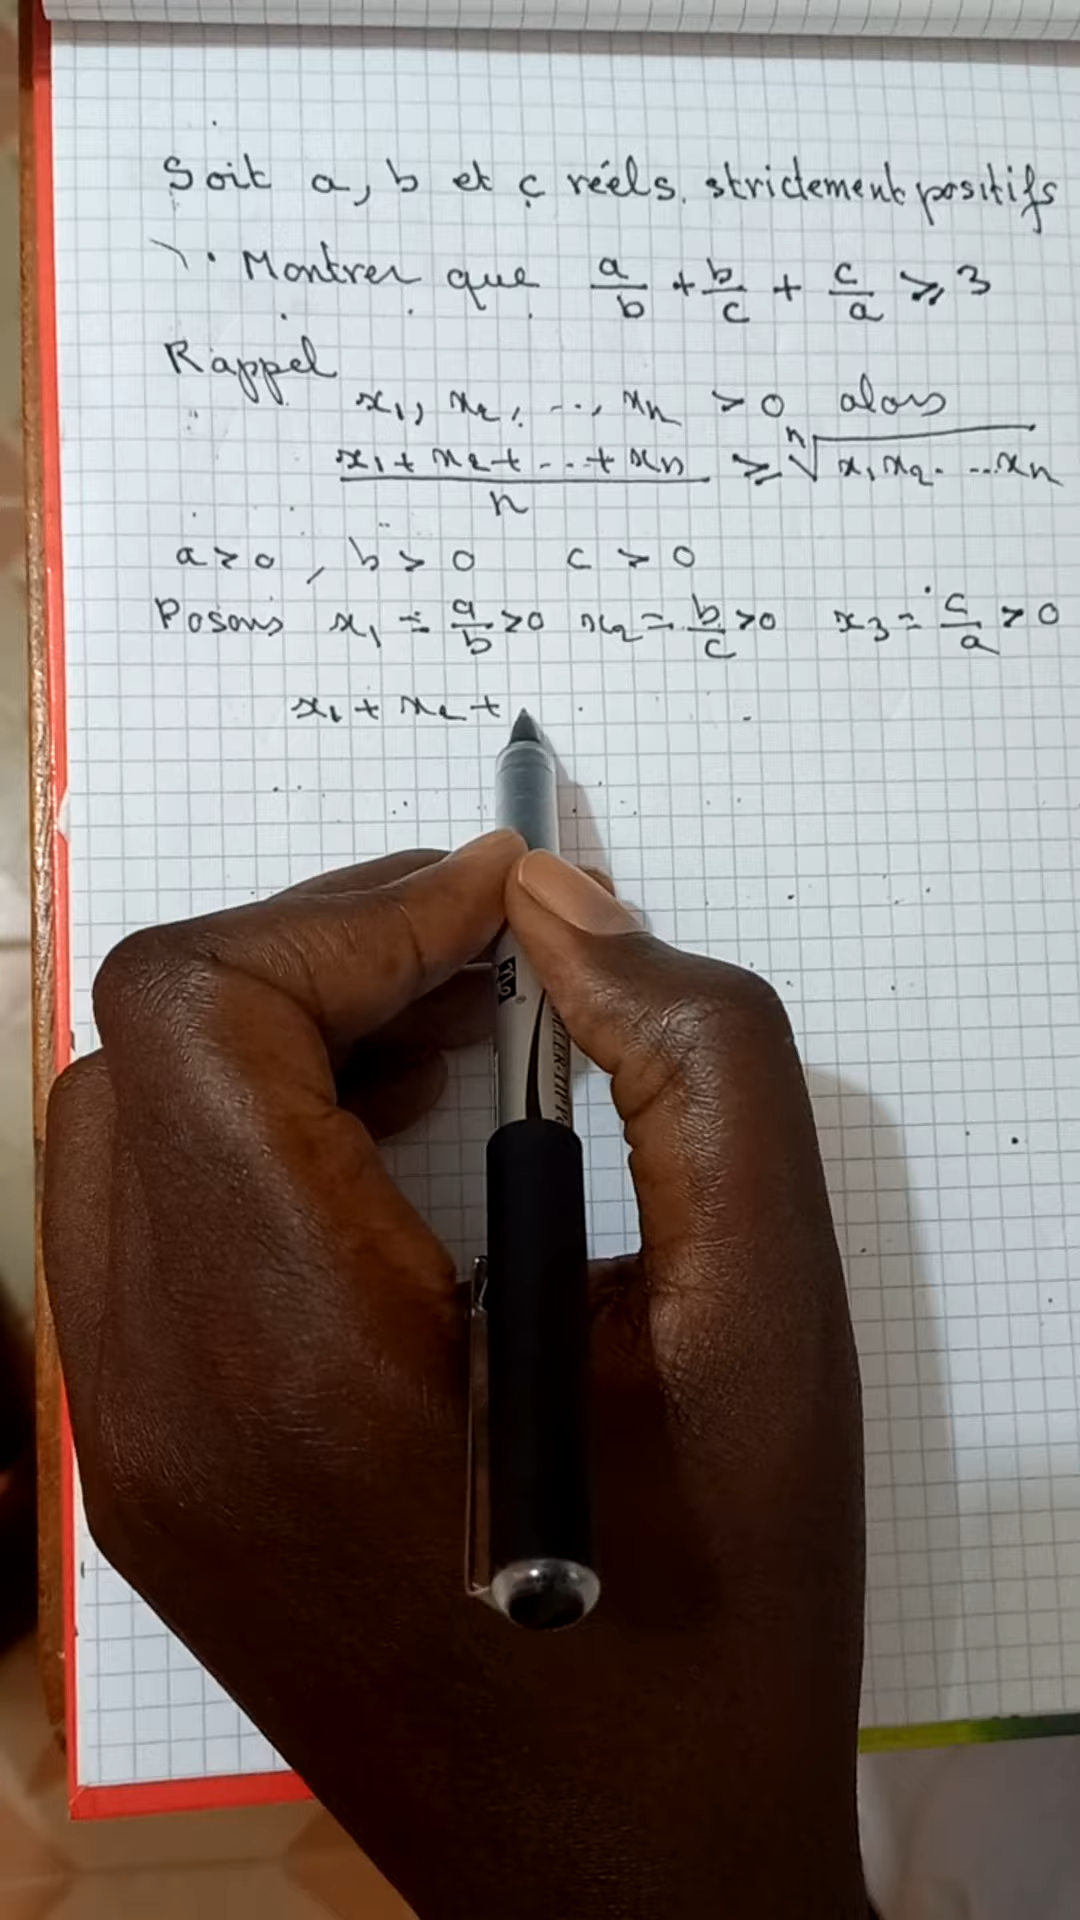 Soit a, b et c réels strictement positifs
Montrer que a/b + b/c + c/a ⩾ 3
Rappel
x₁, x₂, ..., xₙ > 0 alors
(x₁ + x₂ + ... + xₙ)/n ⩾ ⁿ√(x₁x₂...xₙ)
a > 0, b > 0 c > 0
Posons x₁ = a/b > 0 x₂ = b/c > 0 x₃ = c/a > 0
x₁ + x₂ +